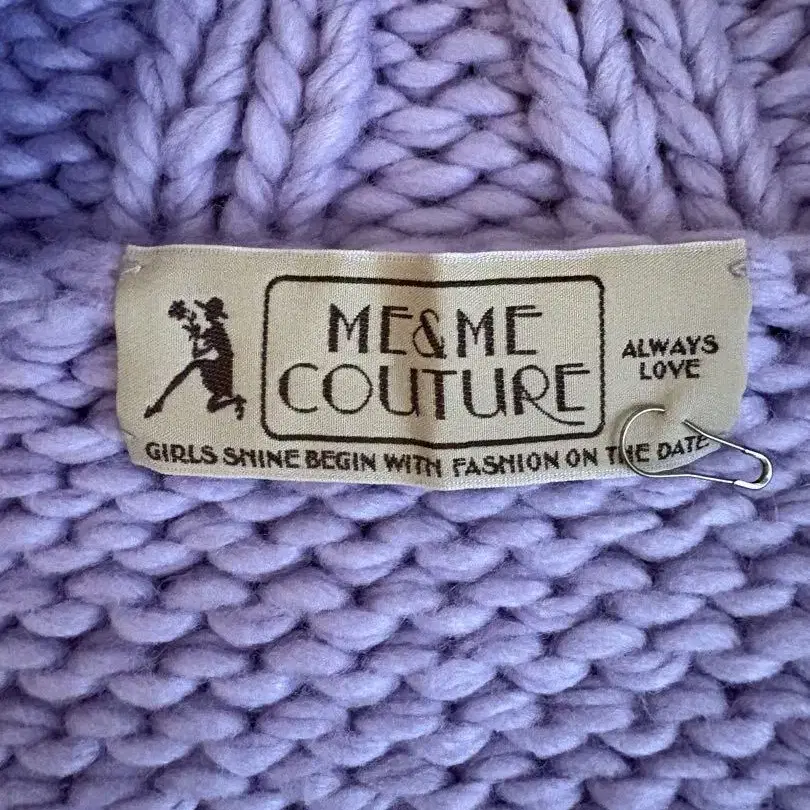 ME&ME
COUTURE
ALWAYS
LOVE
GIRLS SHINE BEGIN WITH FASHION ON THE DATE